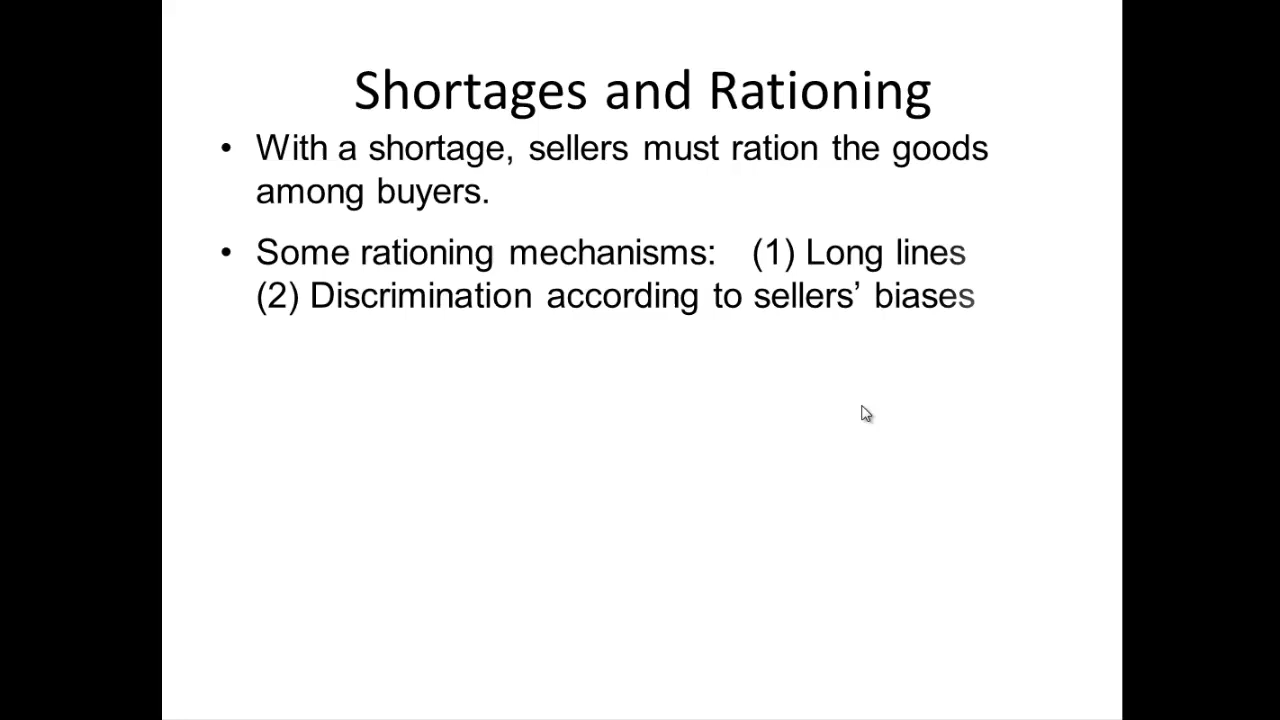 Shortages and Rationing
• With a shortage, sellers must ration the goods
among buyers.
• Some rationing mechanisms: (1) Long lines
(2) Discrimination according to sellers’ biases